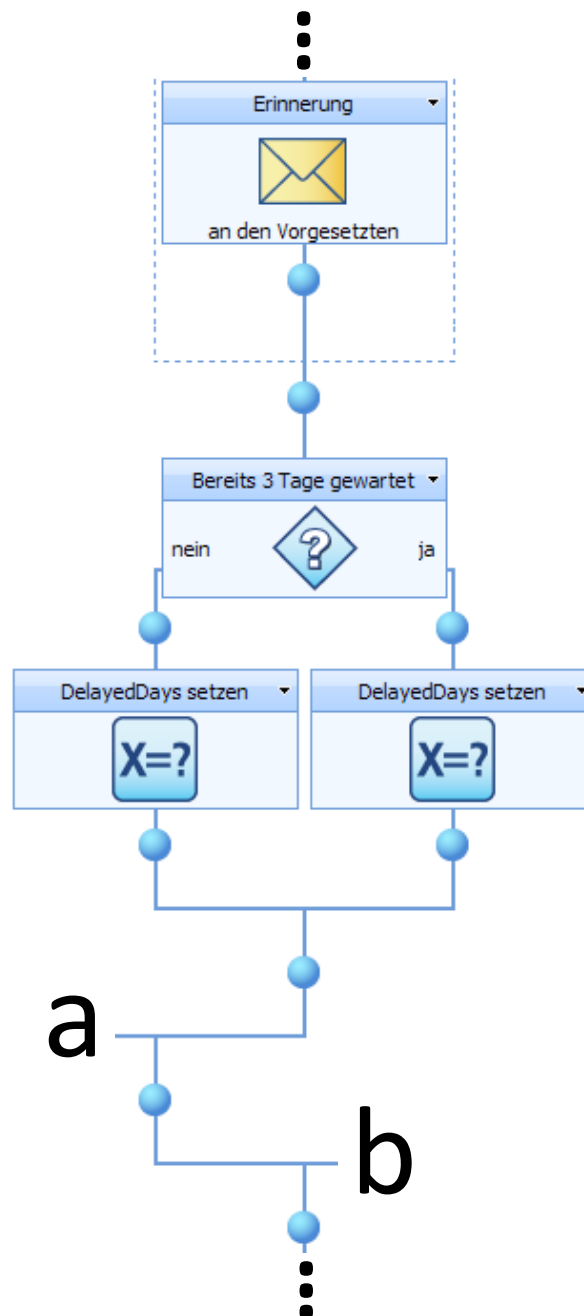 Erinnerung
an den Vorgesetzten
Bereits 3 Tage gewartet
nein
ja
DelayedDays setzen
DelayedDays setzen
X=?
X=?
a
b